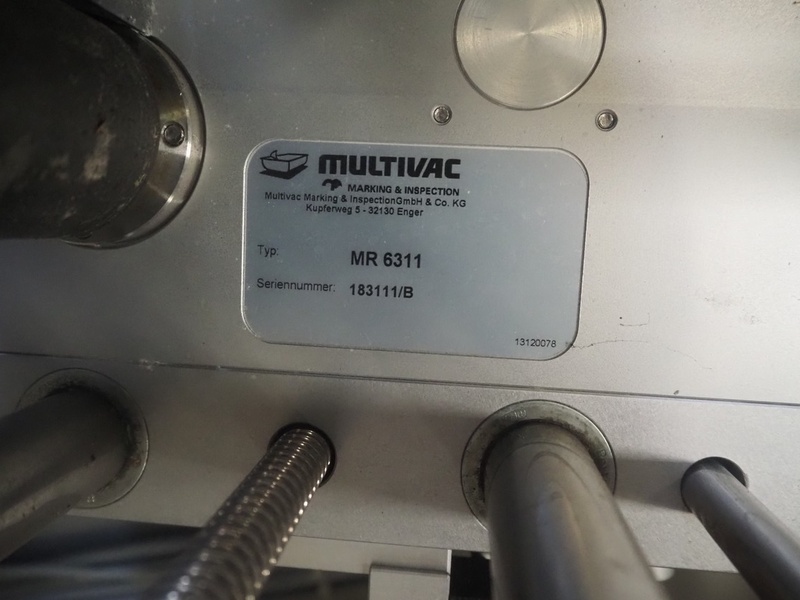 MULTIVAC
MARKING & INSPECTION
Multivac Marking & InspectionGmbH & Co. KG
Kupferweg 5 - 32130 Enger
Typ: MR 6311
Seriennummer: 183111/B
13120078